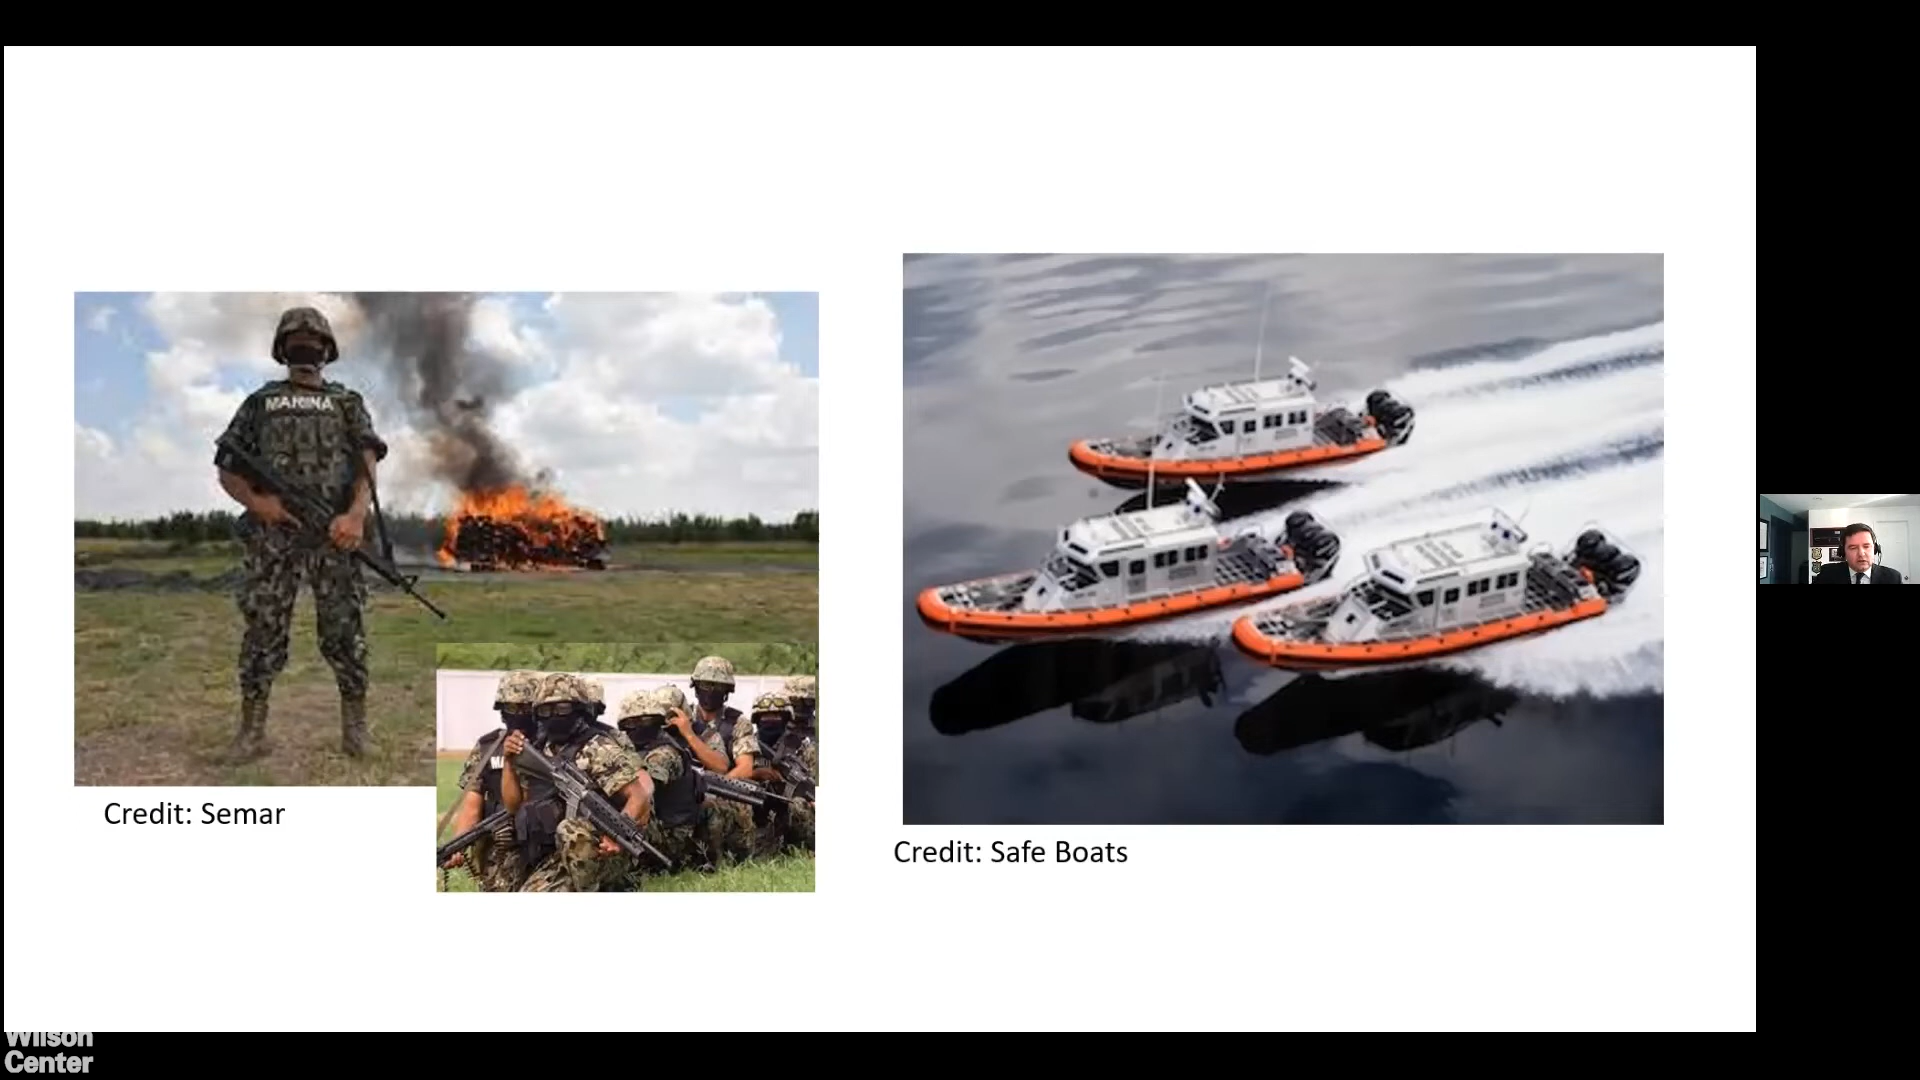 MARINA
Credit: Semar
Credit: Safe Boats
Wilson
Center